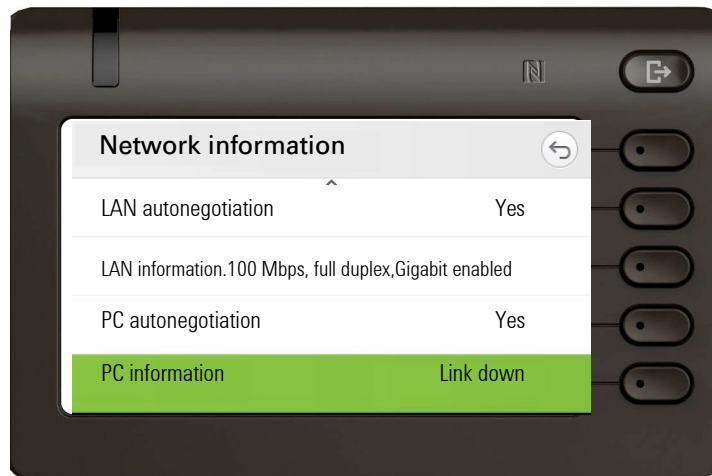 Network information
LAN autonegotiation Yes
LAN information.100 Mbps, full duplex,Gigabit enabled
PC autonegotiation Yes
PC information Link down